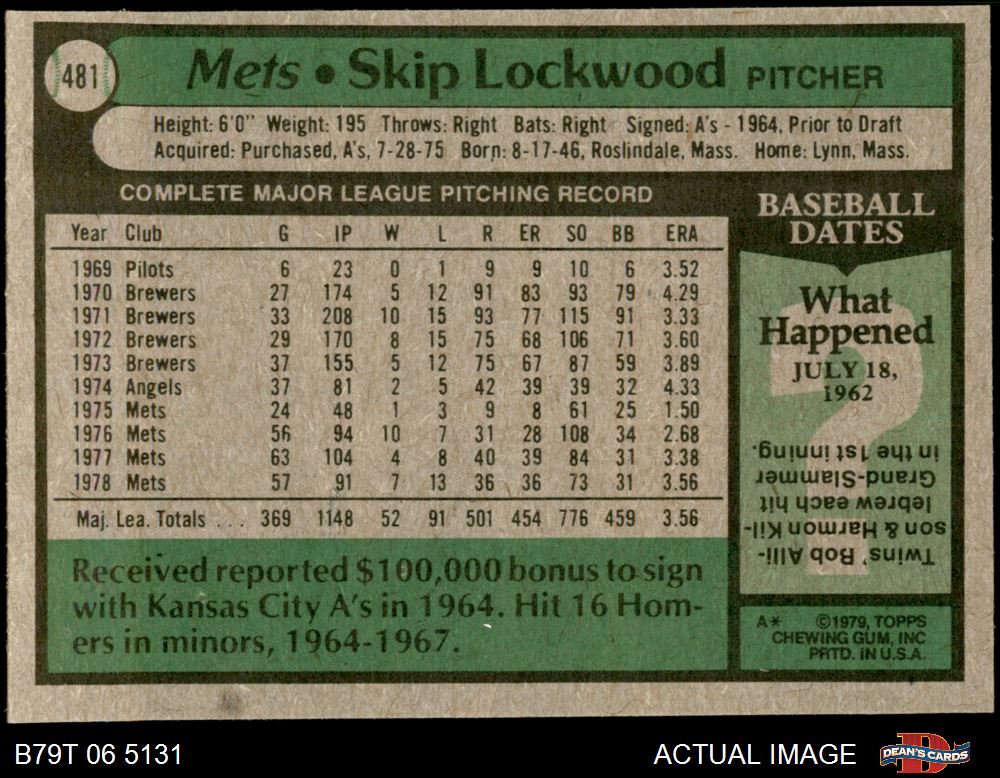 481
Mets • Skip Lockwood PITCHER
Height: 6'0" Weight: 195 Throws: Right Bats: Right Signed: A's - 1964, Prior to Draft
Acquired: Purchased, A's, 7-28-75 Born: 8-17-46, Roslindale, Mass. Home: Lynn, Mass.
COMPLETE MAJOR LEAGUE PITCHING RECORD
Year Club G IP W L R ER SO BB ERA
1969 Pilots 6 23 0 1 9 9 10 6 3.52
1970 Brewers 27 174 5 12 91 83 93 79 4.29
1971 Brewers 33 208 10 15 93 77 115 91 3.33
1972 Brewers 29 170 8 15 75 68 106 71 3.60
1973 Brewers 37 155 5 12 75 67 87 59 3.89
1974 Angels 37 81 2 5 42 39 39 32 4.33
1975 Mets 24 48 1 3 9 8 61 25 1.50
1976 Mets 56 94 10 7 31 28 108 34 2.68
1977 Mets 63 104 4 8 40 39 84 31 3.38
1978 Mets 57 91 7 13 36 36 73 31 3.56
Maj. Lea. Totals ... 369 1148 52 91 501 454 776 459 3.56
Received reported $100,000 bonus to sign
with Kansas City A's in 1964. Hit 16 Hom-
ers in minors, 1964-1967.
BASEBALL
DATES
What
Happened
JULY 18,
1962
?
Twins' Bob Alli-
son & Harmon Kil-
lebrew each hit
Grand-Slammer
in the 1st inning.
A* ©1979, TOPPS
CHEWING GUM, INC
PRTD. IN U.S.A.
B79T 06 5131
ACTUAL IMAGE
D
DEAN'S CARDS